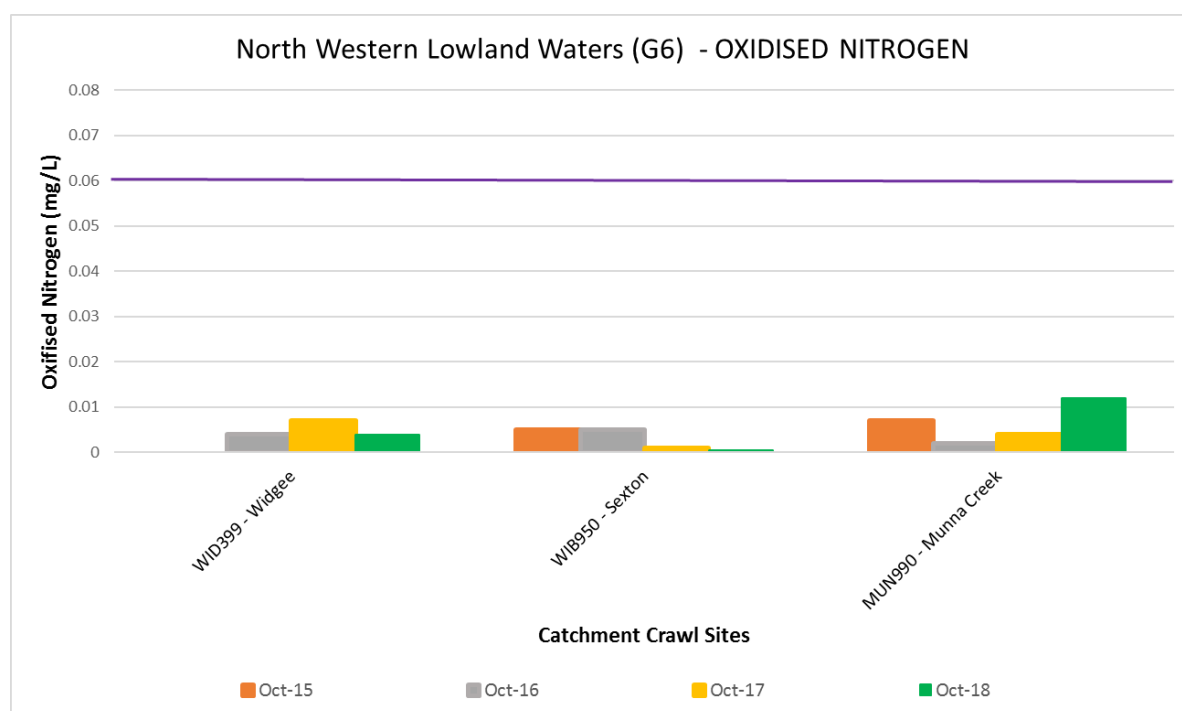 North Western Lowland Waters (G6) - OXIDISED NITROGEN
Oxifised Nitrogen (mg/L)
0.08
0.07
0.06
0.05
0.04
0.03
0.02
0.01
0
WID399 - Widgee
WIB950 - Sexton
MUN990 - Munna Creek
Catchment Crawl Sites
Oct-15 Oct-16 Oct-17 Oct-18